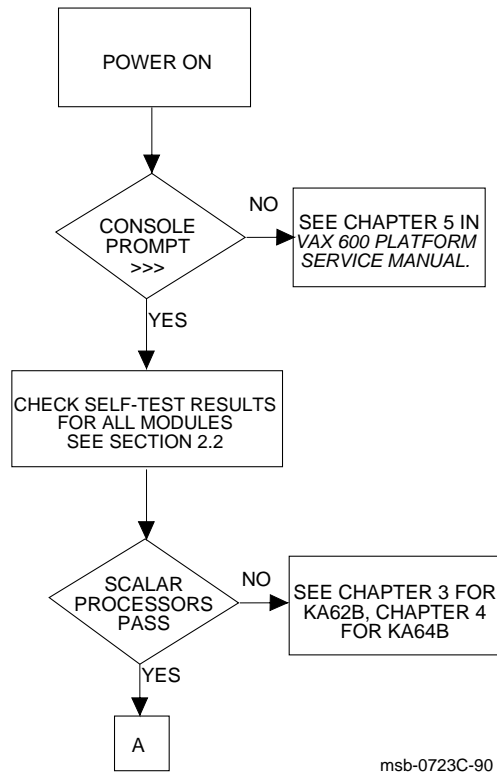 POWER ON
CONSOLE
PROMPT
>>>
NO
SEE CHAPTER 5 IN
VAX 600 PLATFORM
SERVICE MANUAL.
YES
CHECK SELF-TEST RESULTS
FOR ALL MODULES
SEE SECTION 2.2
SCALAR
PROCESSORS
PASS
NO
SEE CHAPTER 3 FOR
KA62B, CHAPTER 4
FOR KA64B
YES
A
msb-0723C-90